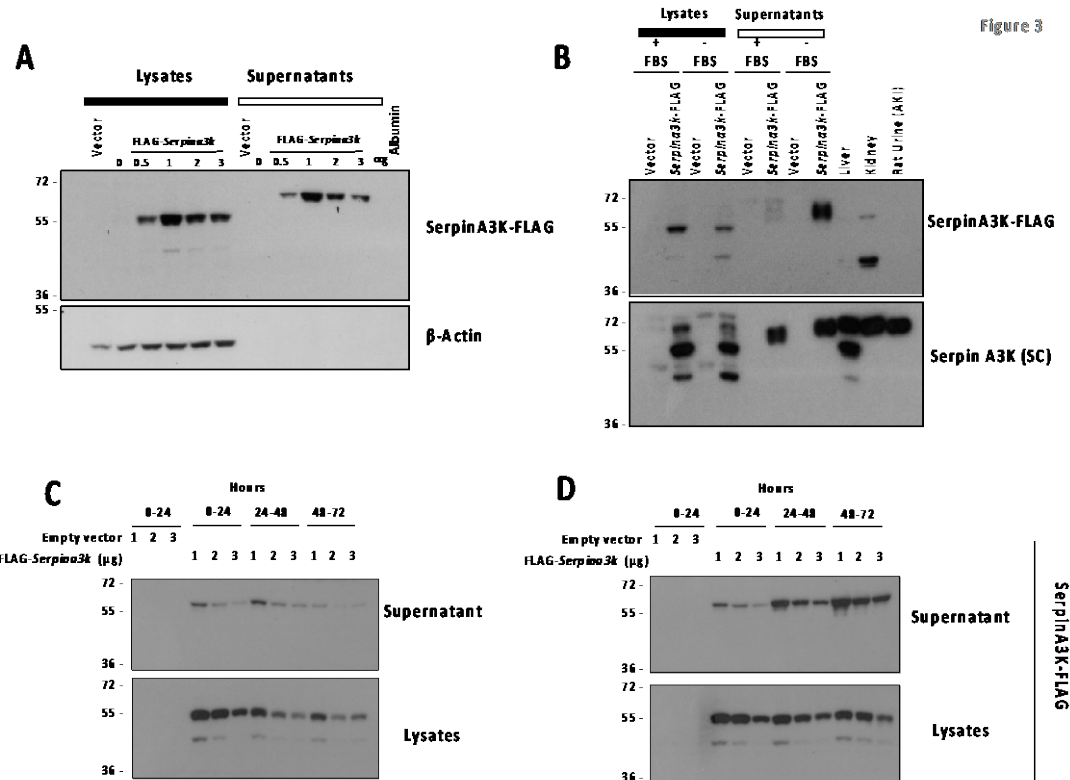 Figure 3
A
Lysates Supernatants
Vector FLAG-Serpina3k Vector FLAG-Serpina3k Albumin
0 0.5 1 2 3 0 0.5 1 2 3 ug
72 -
55 -
SerpinA3K-FLAG
36 -
55 -
β-Actin
B
Lysates Supernatants
+ - + -
FBS FBS FBS FBS
Vector Serpina3k-FLAG Vector Serpina3k-FLAG Vector Serpina3k-FLAG Vector Serpina3k-FLAG Liver Kidney Rat Urine (AKI)
72 -
55 -
SerpinA3K-FLAG
36 -
72 -
55 -
Serpin A3K (SC)
36 -
C
Hours
0-24 0-24 24-48 48-72
Empty vector 1 2 3
FLAG-Serpina3k (µg) 1 2 3 1 2 3 1 2 3
72 -
55 -
Supernatant
36 -
72 -
55 -
Lysates
36 -
D
Hours
0-24 0-24 24-48 48-72
Empty vector 1 2 3
FLAG-Serpina3k (µg) 1 2 3 1 2 3 1 2 3
72 -
55 -
Supernatant
36 -
72 -
55 -
Lysates
36 -
SerpinA3K-FLAG